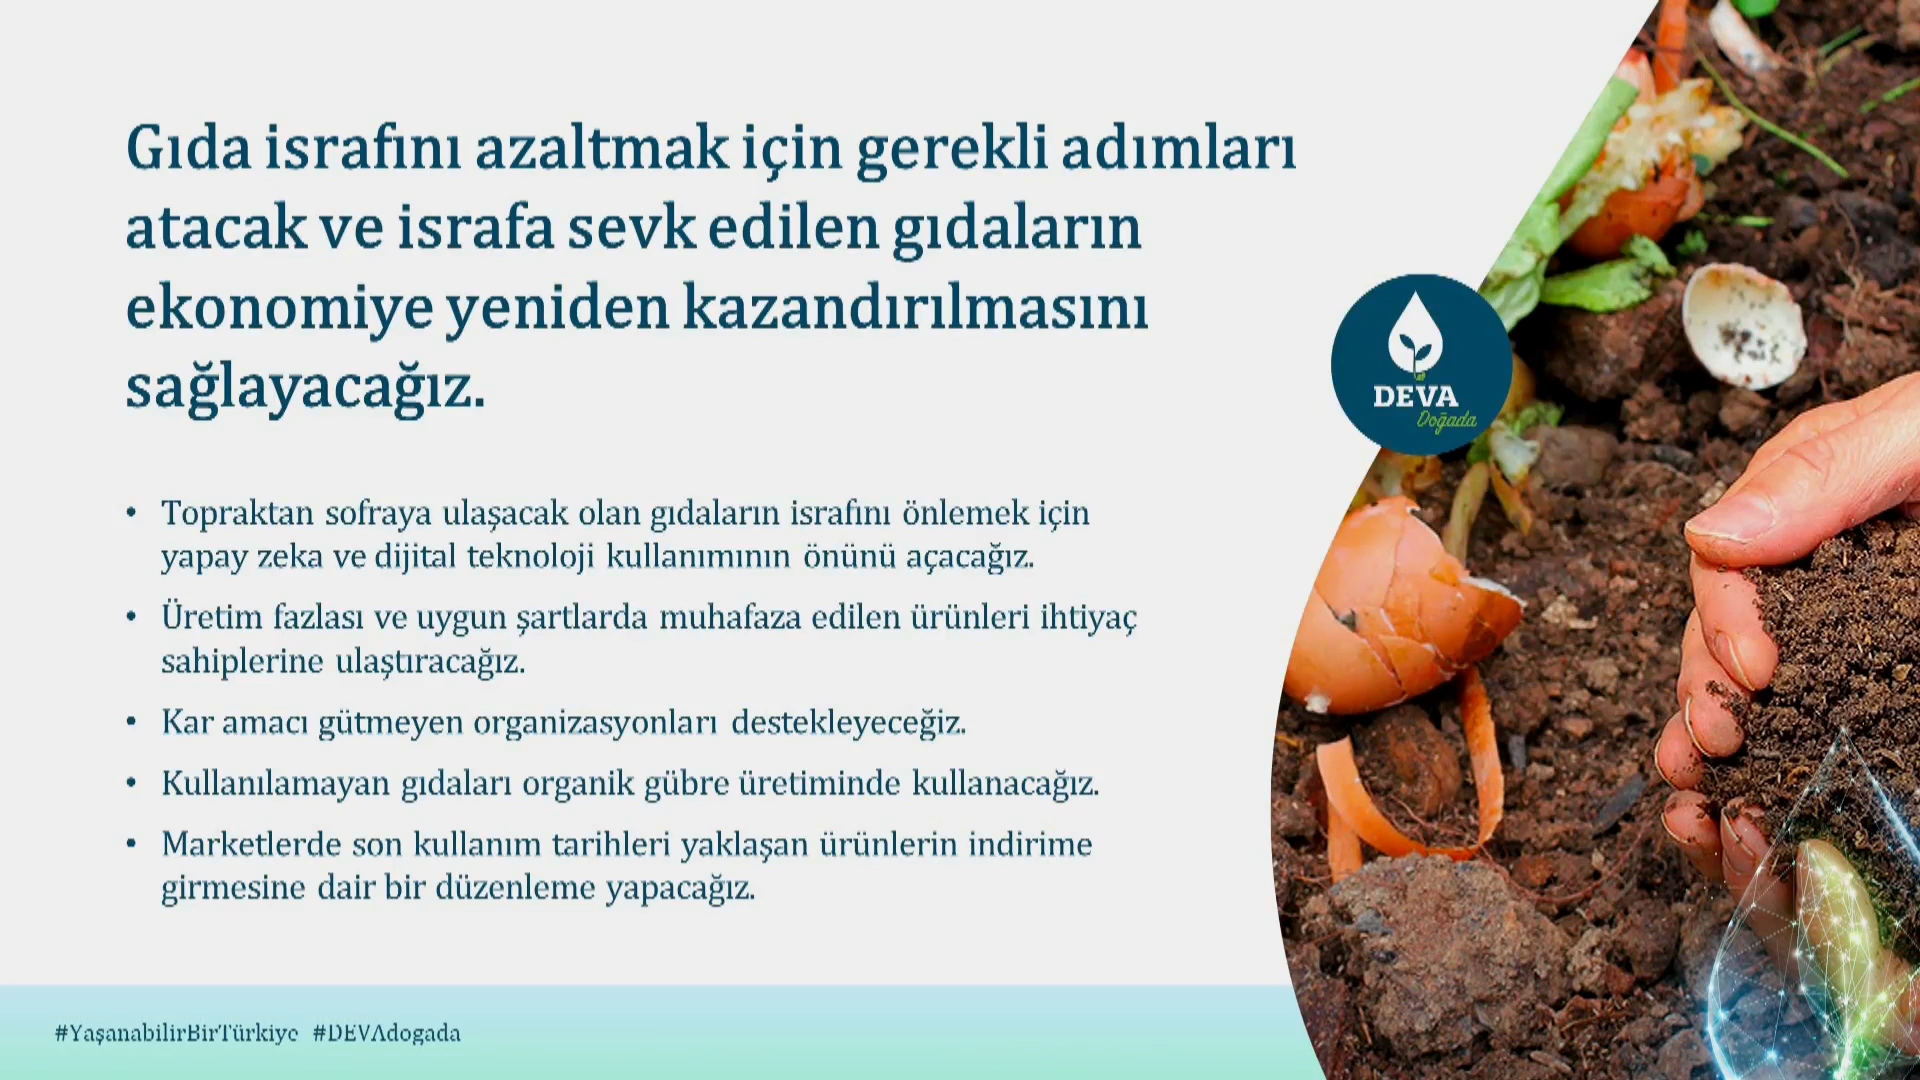 Gıda israfını azaltmak için gerekli adımları
atacak ve israfa sevk edilen gıdaların
ekonomiye yeniden kazandırılmasını
sağlayacağız.
DEVA
Doğada
• Topraktan sofraya ulaşacak olan gıdaların israfını önlemek için
yapay zeka ve dijital teknoloji kullanımının önünü açacağız.
• Üretim fazlası ve uygun şartlarda muhafaza edilen ürünleri ihtiyaç
sahiplerine ulaştıracağız.
• Kar amacı gütmeyen organizasyonları destekleyeceğiz.
• Kullanılamayan gıdaları organik gübre üretiminde kullanacağız.
• Marketlerde son kullanım tarihleri yaklaşan ürünlerin indirime
girmesine dair bir düzenleme yapacağız.
#YaşanabilirBirTürkiye #DEVAdogada